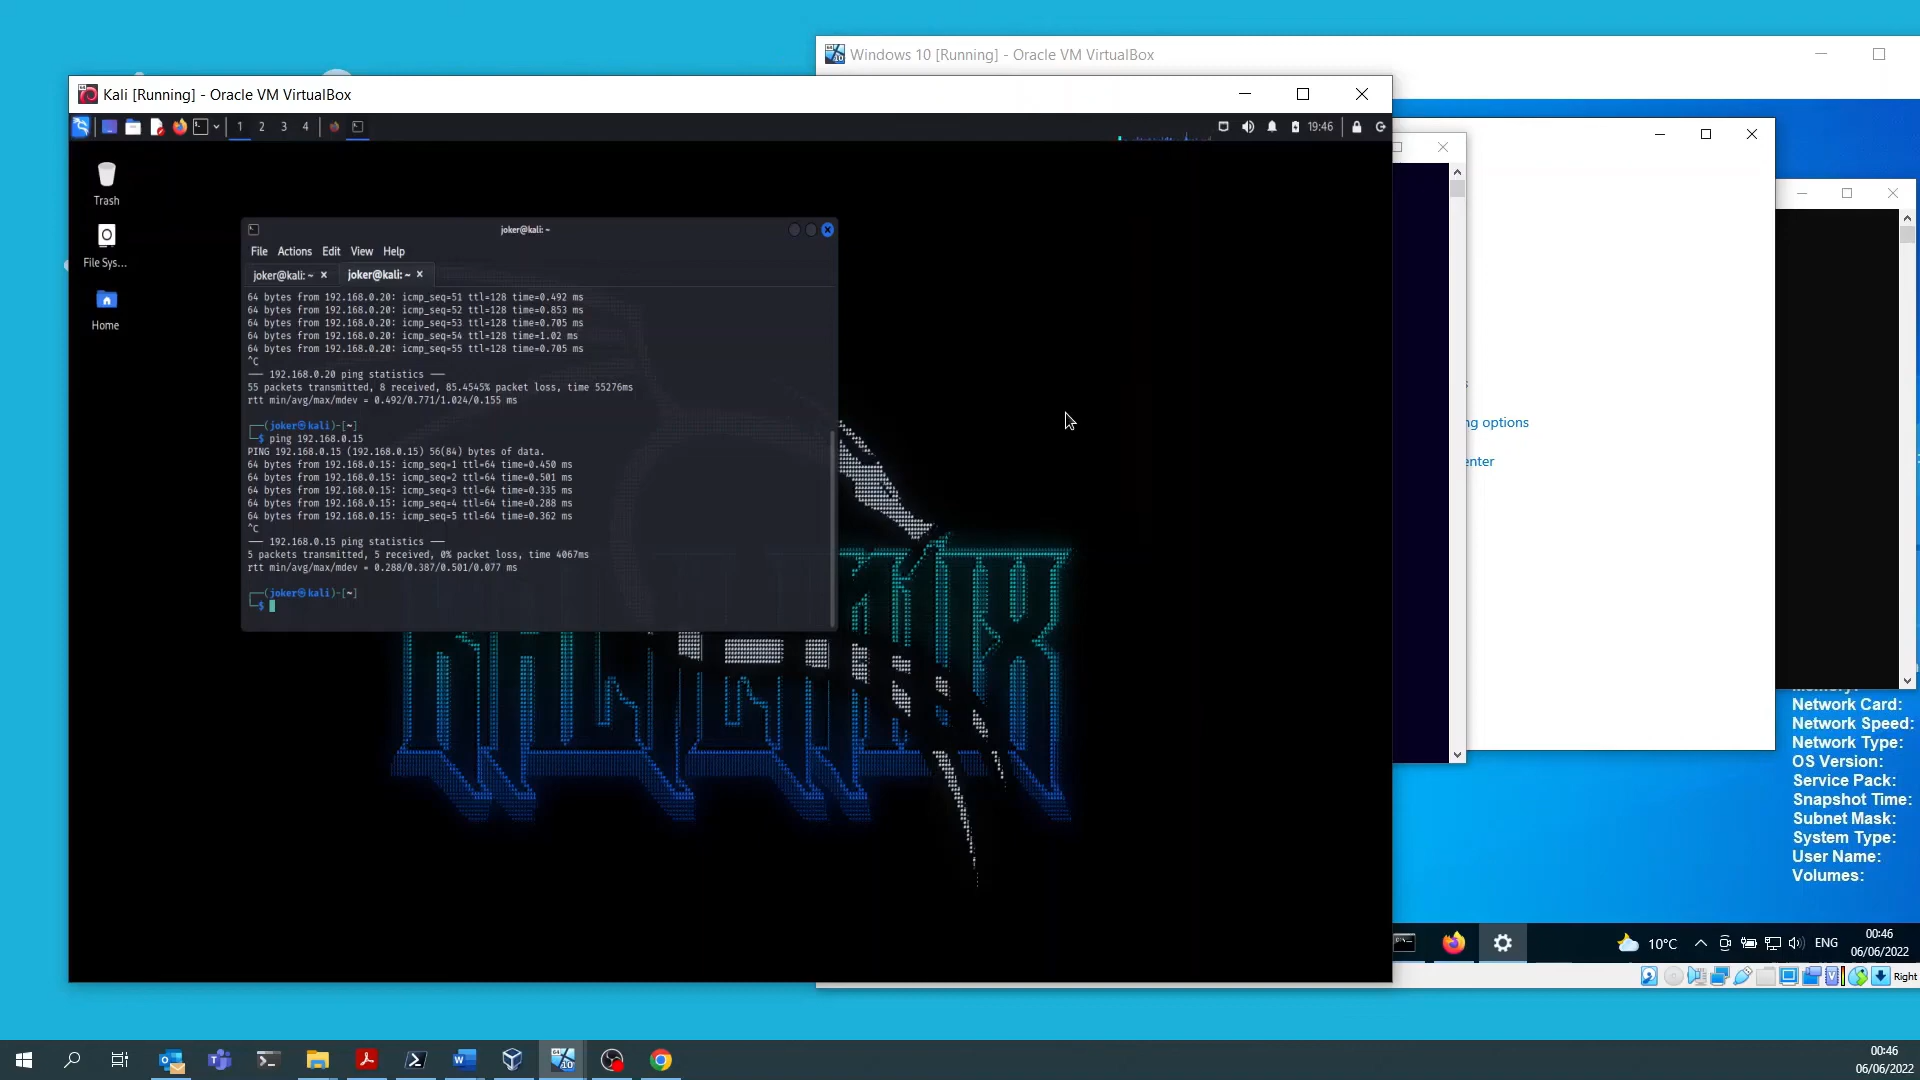 Windows 10 [Running] - Oracle VM VirtualBox
Kali [Running] - Oracle VM VirtualBox
1 2 3 4
19:46
Trash
File Sys...
Home
joker@kali: ~
File Actions Edit View Help
joker@kali: ~ × joker@kali: ~ ×
64 bytes from 192.168.0.20: icmp_seq=51 ttl=128 time=0.492 ms
64 bytes from 192.168.0.20: icmp_seq=52 ttl=128 time=0.853 ms
64 bytes from 192.168.0.20: icmp_seq=53 ttl=128 time=0.705 ms
64 bytes from 192.168.0.20: icmp_seq=54 ttl=128 time=1.02 ms
64 bytes from 192.168.0.20: icmp_seq=55 ttl=128 time=0.705 ms
^C
— 192.168.0.20 ping statistics —
55 packets transmitted, 8 received, 85.4545% packet loss, time 55276ms
rtt min/avg/max/mdev = 0.492/0.771/1.024/0.155 ms
┌──(joker㉿kali)-[~]
└─$ ping 192.168.0.15
PING 192.168.0.15 (192.168.0.15) 56(84) bytes of data.
64 bytes from 192.168.0.15: icmp_seq=1 ttl=64 time=0.450 ms
64 bytes from 192.168.0.15: icmp_seq=2 ttl=64 time=0.501 ms
64 bytes from 192.168.0.15: icmp_seq=3 ttl=64 time=0.335 ms
64 bytes from 192.168.0.15: icmp_seq=4 ttl=64 time=0.288 ms
64 bytes from 192.168.0.15: icmp_seq=5 ttl=64 time=0.362 ms
^C
— 192.168.0.15 ping statistics —
5 packets transmitted, 5 received, 0% packet loss, time 4067ms
rtt min/avg/max/mdev = 0.288/0.387/0.501/0.077 ms
┌──(joker㉿kali)-[~]
└─$
ng options
enter
Network Card:
Network Speed:
Network Type:
OS Version:
Service Pack:
Snapshot Time:
Subnet Mask:
System Type:
User Name:
Volumes:
10°C ENG 00:46
06/06/2022
Right
00:46
06/06/2022